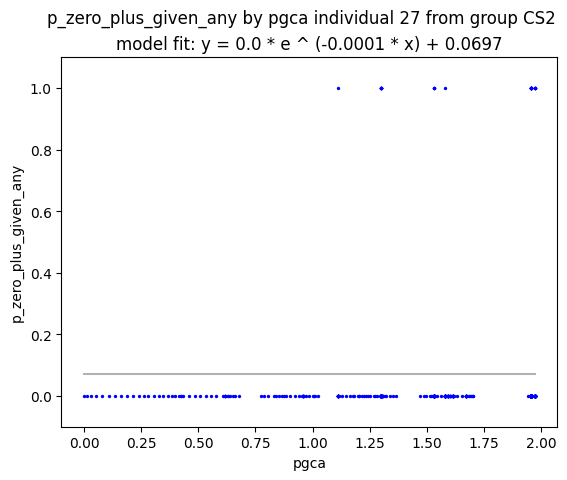 p_zero_plus_given_any by pgca individual 27 from group CS2
model fit: y = 0.0 * e ^ (-0.0001 * x) + 0.0697
p_zero_plus_given_any
1.0
0.8
0.6
0.4
0.2
0.0
0.00 0.25 0.50 0.75 1.00 1.25 1.50 1.75 2.00
pgca